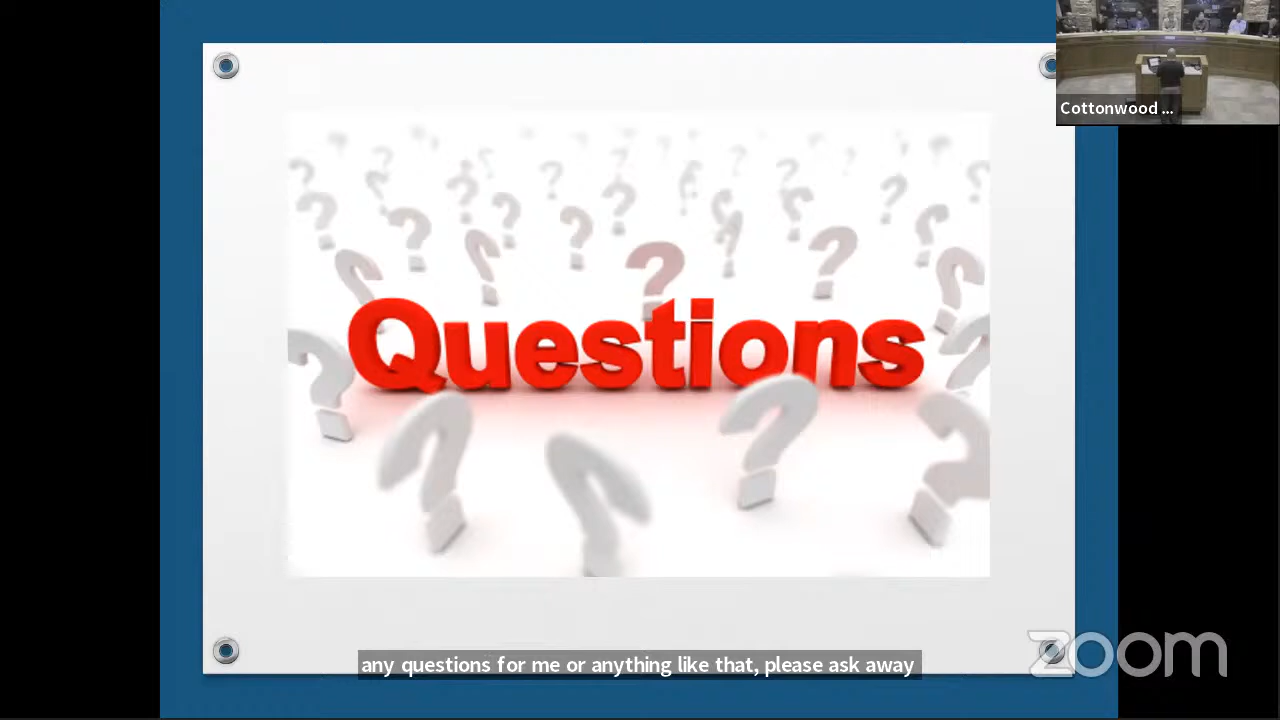 Cottonwood ...
Questions
any questions for me or anything like that, please ask away
zoom